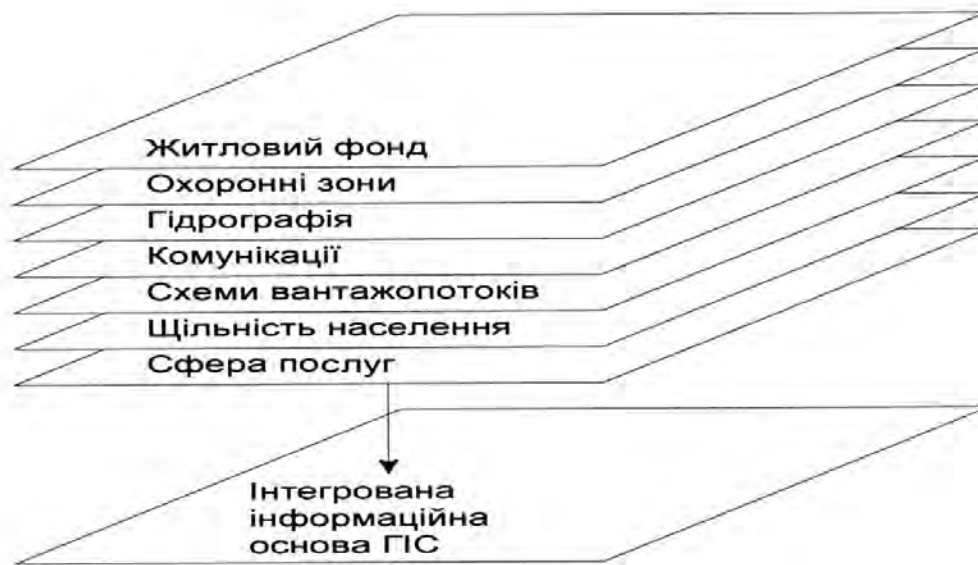 Житловий фонд
Охоронні зони
Гідрографія
Комунікації
Схеми вантажопотоків
Щільність населення
Сфера послуг
Інтегрована
інформаційна
основа ГІС